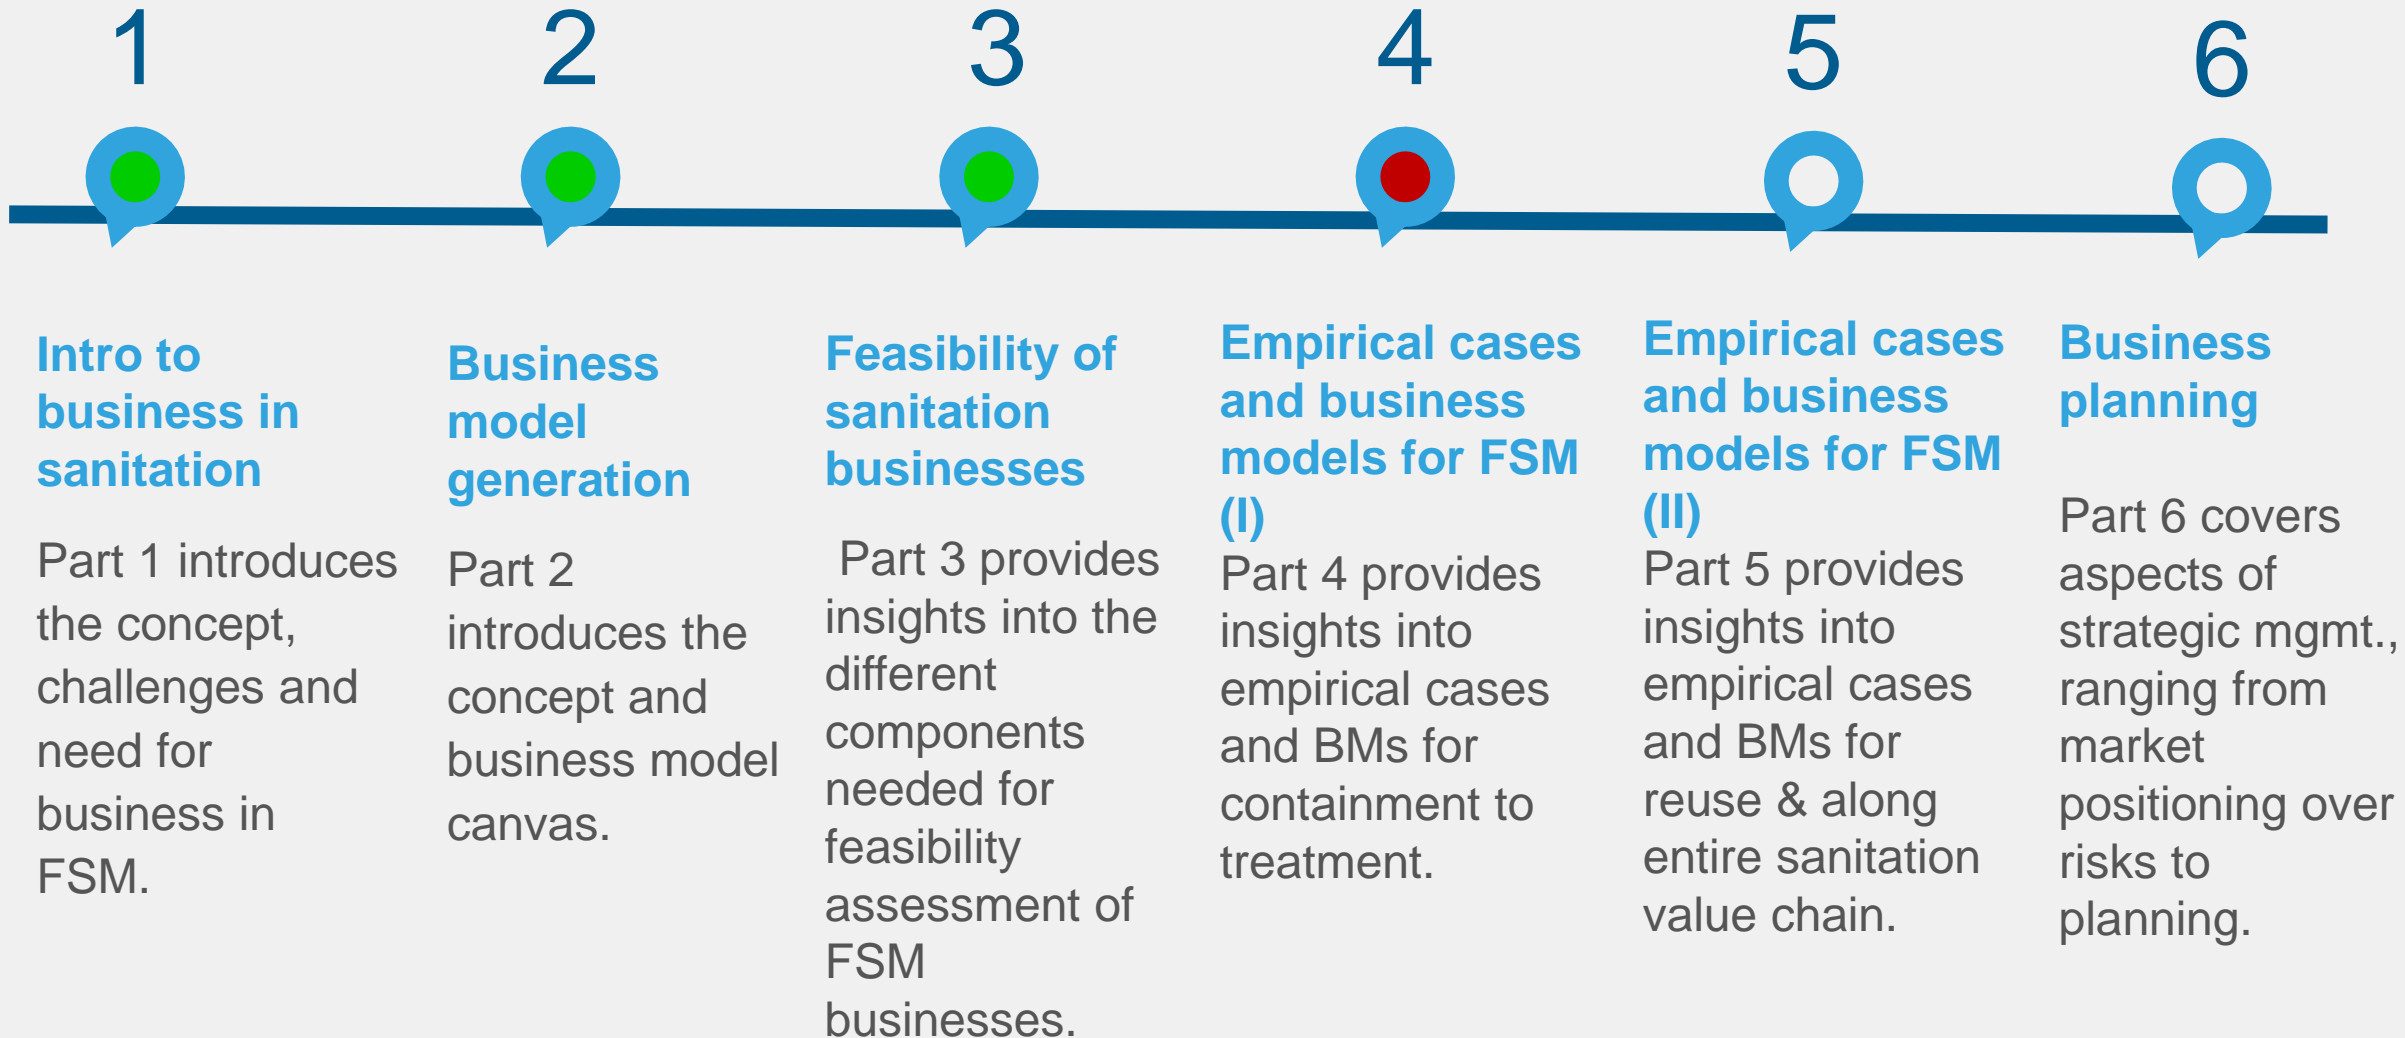 1
2
3
4
5
6
Intro to
business in
sanitation
Part 1 introduces
the concept,
challenges and
need for
business in
FSM.
Business
model
generation
Part 2
introduces the
concept and
business model
canvas.
Feasibility of
sanitation
businesses
Part 3 provides
insights into the
different
components
needed for
feasibility
assessment of
FSM
businesses.
Empirical cases
and business
models for FSM
(I)
Part 4 provides
insights into
empirical cases
and BMs for
containment to
treatment.
Empirical cases
and business
models for FSM
(II)
Part 5 provides
insights into
empirical cases
and BMs for
reuse & along
entire sanitation
value chain.
Business
planning
Part 6 covers
aspects of
strategic mgmt.,
ranging from
market
positioning over
risks to
planning.